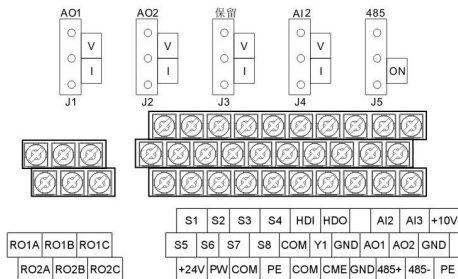 AO1 AO2 保留 AI2 485
V V V V
I I I I ON
J1 J2 J3 J4 J5
S1 S2 S3 S4 HDI HDO AI2 AI3 +10V
RO1A RO1B RO1C S5 S6 S7 S8 COM Y1 GND AO1 AO2 GND
RO2A RO2B RO2C +24V PW COM PE COM CME GND 485+ 485- PE